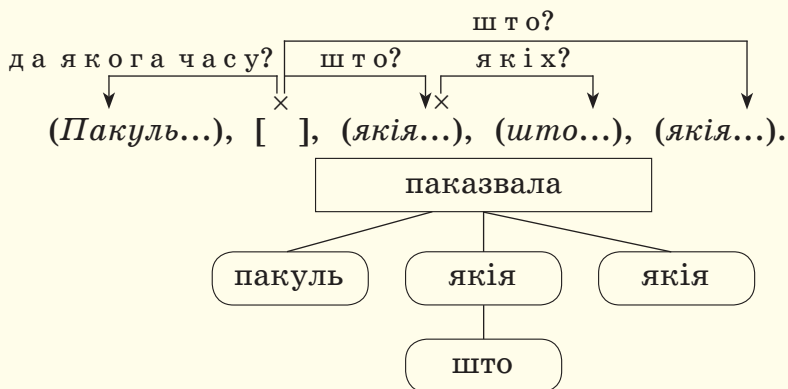 што?
да якога часу? што? якіх?
× ×
(Пакуль...), [ ], (якія...), (што...), (якія...).
паказвала
пакуль якія якія
што